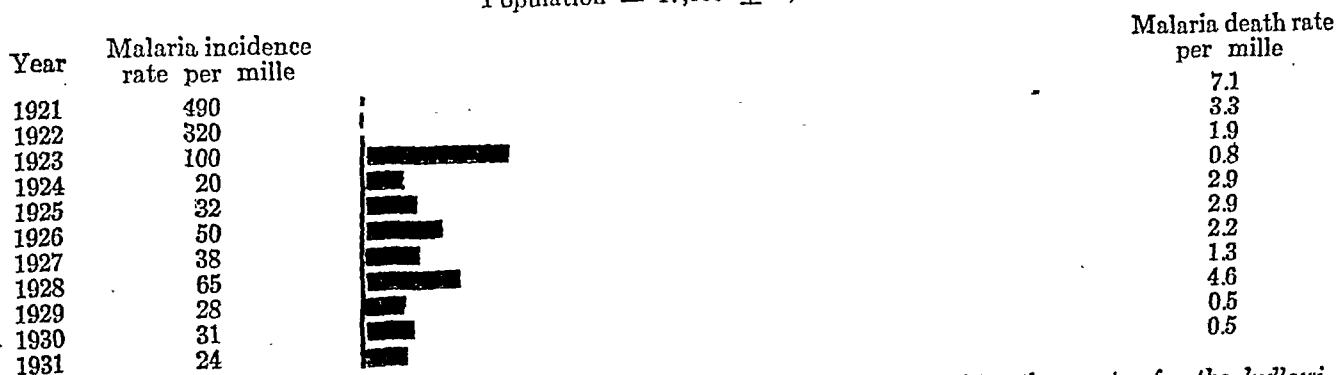 Population
Malaria death rate
per mille
Malaria incidence
rate per mille
Year
1921 490 7.1
1922 320 3.3
1923 100 1.9
1924 20 0.8
1925 32 2.9
1926 50 2.9
1927 38 2.2
1928 65 1.3
1929 28 4.6
1930 31 0.5
1931 24 0.5